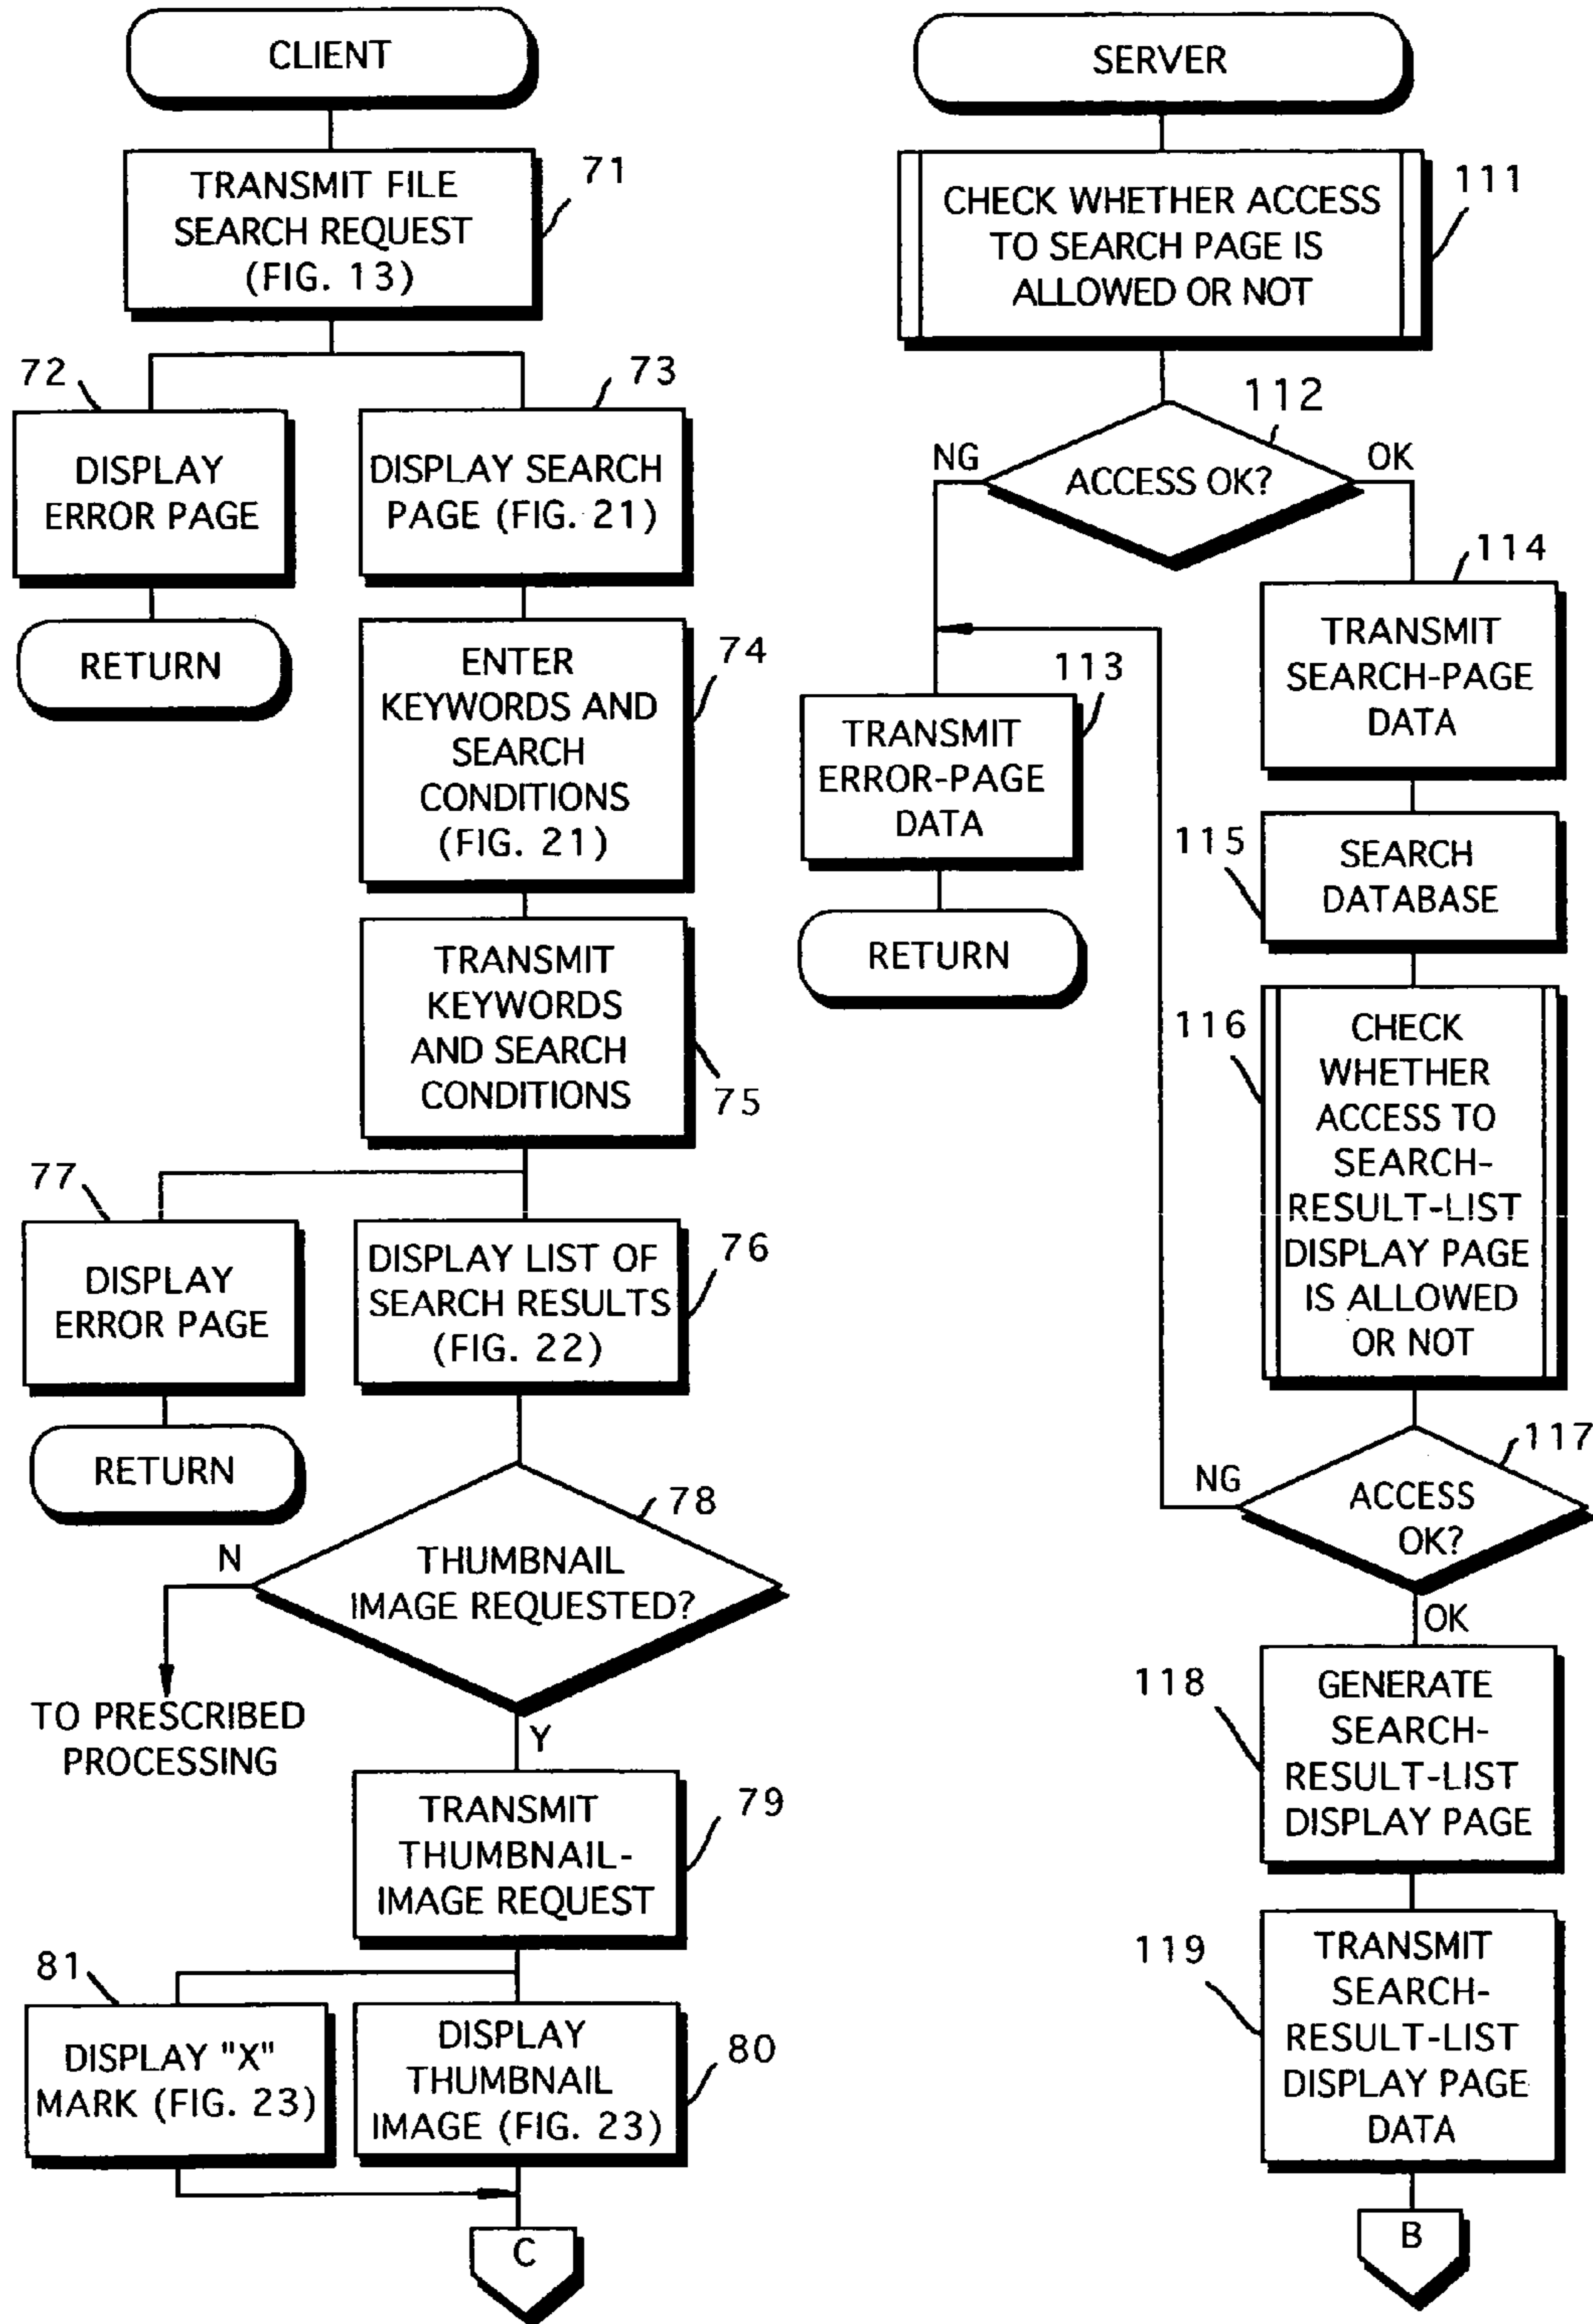 CLIENT
TRANSMIT FILE
SEARCH REQUEST
(FIG. 13)
71
72
DISPLAY
ERROR PAGE
RETURN
73
DISPLAY SEARCH
PAGE (FIG. 21)
ENTER
KEYWORDS AND
SEARCH
CONDITIONS
(FIG. 21)
74
TRANSMIT
KEYWORDS
AND SEARCH
CONDITIONS
75
77
DISPLAY
ERROR PAGE
RETURN
DISPLAY LIST OF
SEARCH RESULTS
(FIG. 22)
76
78
THUMBNAIL
IMAGE REQUESTED?
N
TO PRESCRIBED
PROCESSING
Y
TRANSMIT
THUMBNAIL-
IMAGE REQUEST
79
81
DISPLAY "X"
MARK (FIG. 23)
DISPLAY
THUMBNAIL
IMAGE (FIG. 23)
80
C
SERVER
CHECK WHETHER ACCESS
TO SEARCH PAGE IS
ALLOWED OR NOT
111
112
NG
ACCESS OK?
OK
113
TRANSMIT
ERROR-PAGE
DATA
RETURN
114
TRANSMIT
SEARCH-PAGE
DATA
115
SEARCH
DATABASE
116
CHECK
WHETHER
ACCESS TO
SEARCH-
RESULT-LIST
DISPLAY PAGE
IS ALLOWED
OR NOT
117
NG
ACCESS
OK?
OK
118
GENERATE
SEARCH-
RESULT-LIST
DISPLAY PAGE
119
TRANSMIT
SEARCH-
RESULT-LIST
DISPLAY PAGE
DATA
B